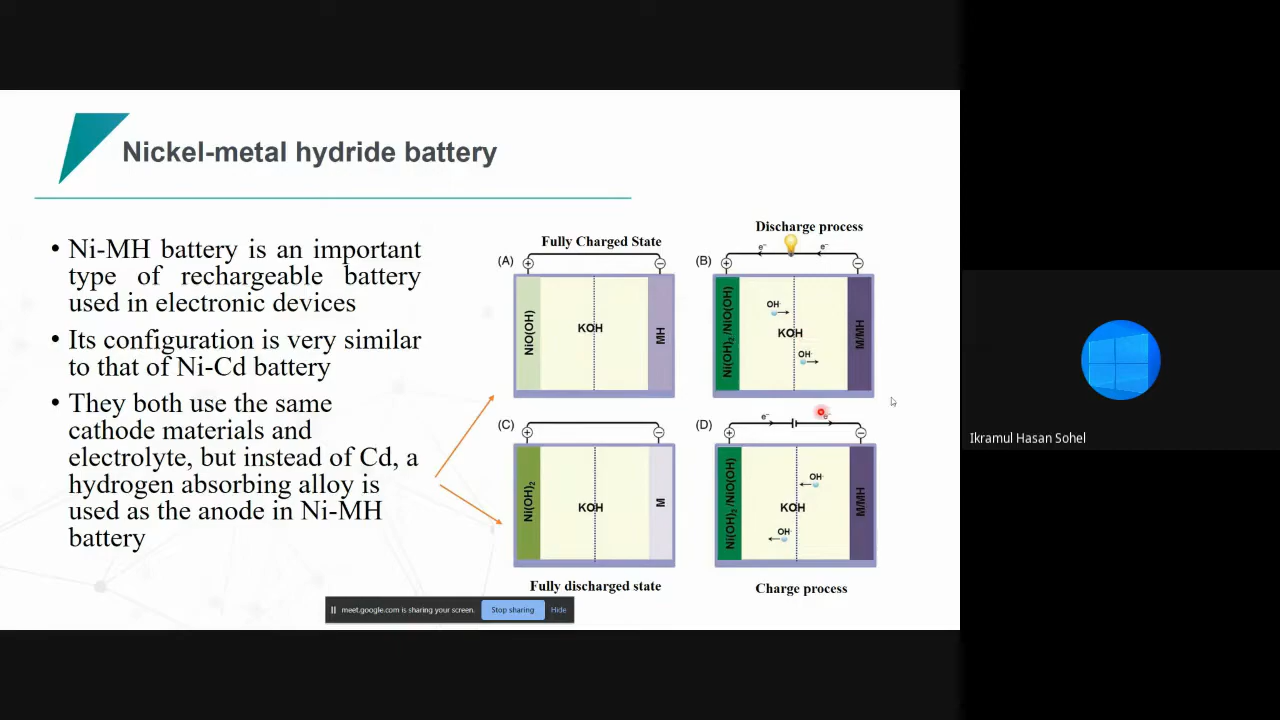 Nickel-metal hydride battery
• Ni-MH battery is an important
type of rechargeable battery
used in electronic devices
• Its configuration is very similar
to that of Ni-Cd battery
• They both use the same
cathode materials and
electrolyte, but instead of Cd, a
hydrogen absorbing alloy is
used as the anode in Ni-MH
battery
Fully Charged State
(A)
+
−
NiO(OH)
KOH
MH
Discharge process
(B)
e⁻
e⁻
+
−
Ni(OH)₂ /NiO(OH)
OH
KOH
OH
M/MH
(C)
+
−
Ni(OH)₂
KOH
M
Fully discharged state
(D)
e⁻
e⁻
+
−
Ni(OH)₂ /NiO(OH)
OH
KOH
OH
M/MH
Charge process
meet.google.com is sharing your screen.
Stop sharing
Hide
Ikramul Hasan Sohel